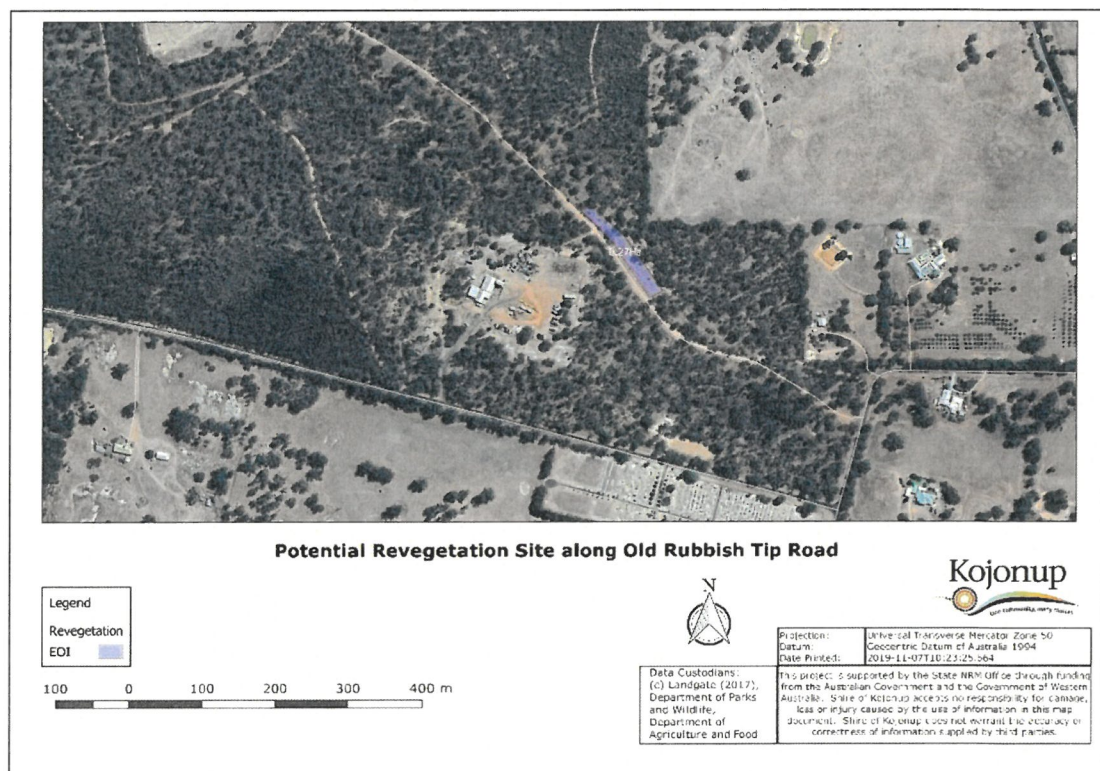 Potential Revegetation Site along Old Rubbish Tip Road
Kojonup
Legend
Revegetation
EOI
N
100 0 100 200 300 400 m
Projection: Universal Transverse Mercator Zone 50
Datum: Geocentric Datum of Australia 1994
Date Printed: 2019-11-07T10:23:25.564
Data Custodians:
(c) Landgate (2017),
Department of Parks
and Wildlife,
Department of
Agriculture and Food
This project is supported by the State NRM Office through funding
from the Australian Government and the Government of Western
Australia. Shire of Kojonup accepts no responsibility for damage,
loss or injury caused by the use of information in this map
document. Shire of Kojonup does not warrant the accuracy or
correctness of information supplied by third parties.